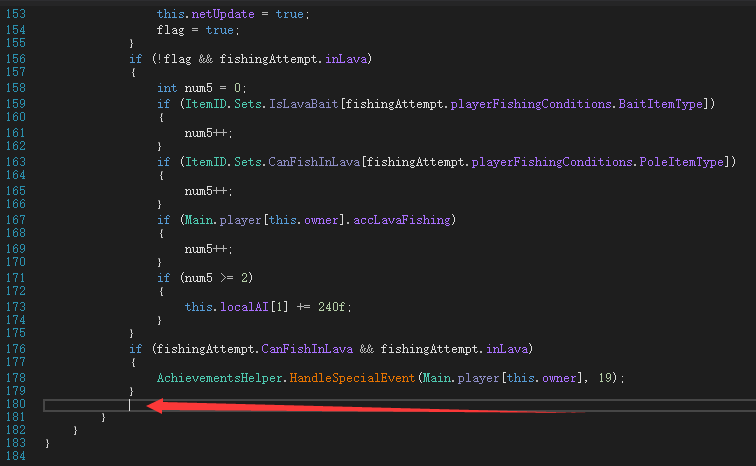 153 this.netUpdate = true;
154 flag = true;
155 }
156 if (!flag && fishingAttempt.inLava)
157 {
158 int num5 = 0;
159 if (ItemID.Sets.IsLavaBait[fishingAttempt.playerFishingConditions.BaitItemType])
160 {
161 num5++;
162 }
163 if (ItemID.Sets.CanFishInLava[fishingAttempt.playerFishingConditions.PoleItemType])
164 {
165 num5++;
166 }
167 if (Main.player[this.owner].accLavaFishing)
168 {
169 num5++;
170 }
171 if (num5 >= 2)
172 {
173 this.localAI[1] += 240f;
174 }
175 }
176 if (fishingAttempt.CanFishInLava && fishingAttempt.inLava)
177 {
178 AchievementsHelper.HandleSpecialEvent(Main.player[this.owner], 19);
179 }
180
181 }
182 }
183 }
184